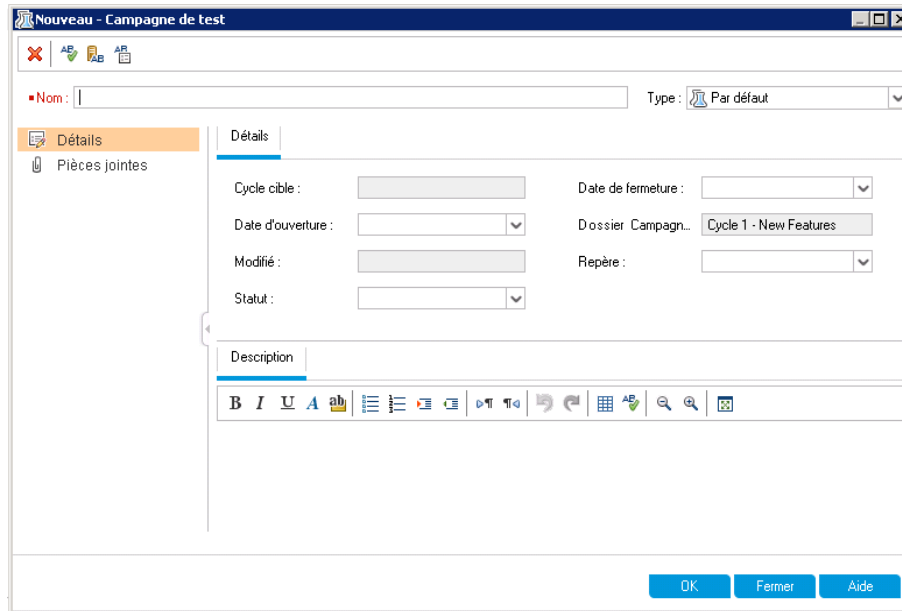 Nouveau - Campagne de test
Nom : Type : Par défaut
Détails
Pièces jointes
Détails
Cycle cible : Date de fermeture :
Date d'ouverture : Dossier Campagn... Cycle 1 - New Features
Modifié : Repère :
Statut :
Description
B I U A ab
OK Fermer Aide